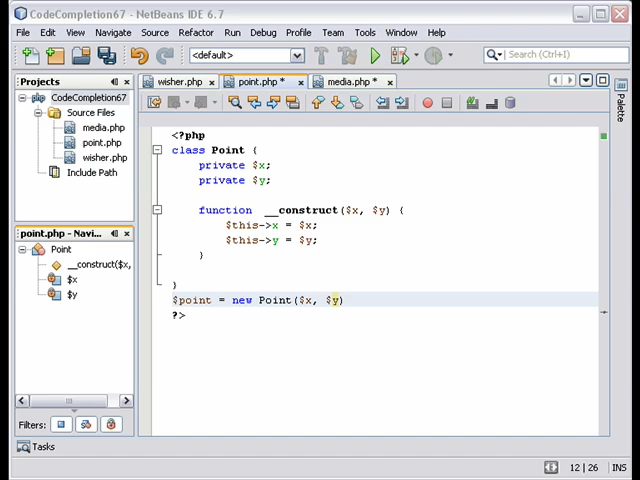 CodeCompletion67 - NetBeans IDE 6.7
File Edit View Navigate Source Refactor Run Debug Profile Team Tools Window Help
<default>
Search (Ctrl+I)
Projects
CodeCompletion67
Source Files
media.php
point.php
wisher.php
Include Path
point.php - Navi...
Point
__construct($x,
$x
$y
Filters:
Tasks
wisher.php point.php * media.php *
<?php
class Point {
private $x;
private $y;
function __construct($x, $y) {
$this->x = $x;
$this->y = $y;
}
}
$point = new Point($x, $y)
?>
Palette
12 | 26 INS